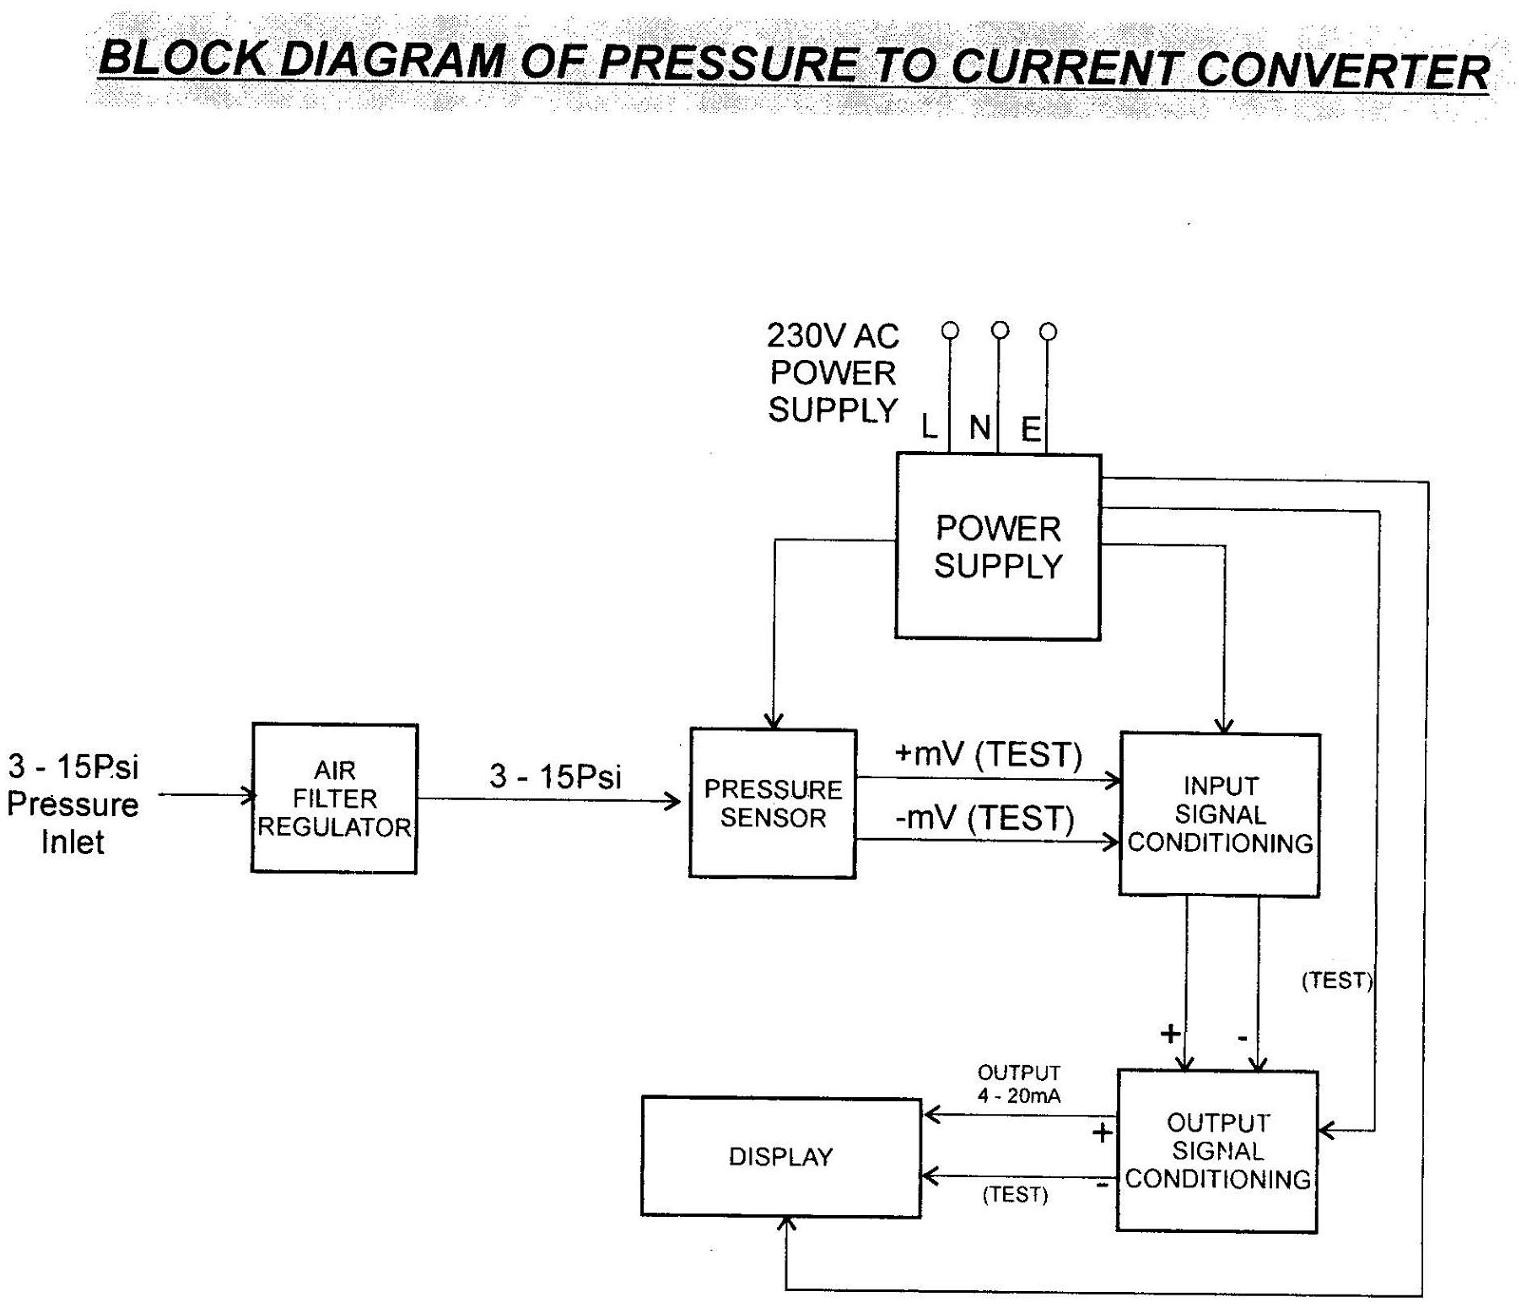 BLOCK DIAGRAM OF PRESSURE TO CURRENT CONVERTER
230V AC
POWER
SUPPLY
L N E
POWER
SUPPLY
3 - 15Psi
Pressure
Inlet
AIR
FILTER
REGULATOR
3 - 15Psi
PRESSURE
SENSOR
+mV (TEST)
-mV (TEST)
INPUT
SIGNAL
CONDITIONING
(TEST)
+ -
OUTPUT
4 - 20mA
+
-
(TEST)
OUTPUT
SIGNAL
CONDITIONING
DISPLAY